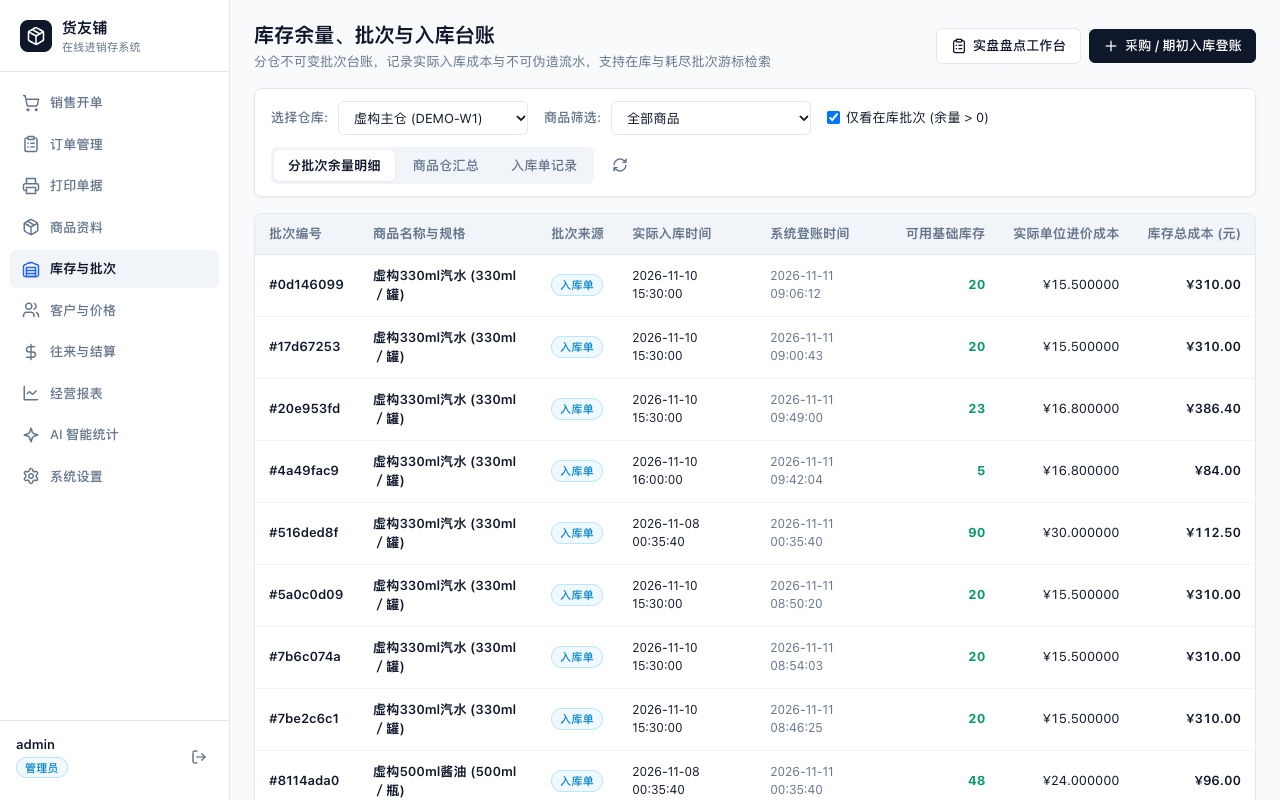 货友铺
在线进销存系统
销售开单
订单管理
打印单据
商品资料
库存与批次
客户与价格
往来与结算
经营报表
AI 智能统计
系统设置
admin
管理员
库存余量、批次与入库台账
分仓不可变批次台账，记录实际入库成本与不可伪造流水，支持在库与耗尽批次游标检索
实盘盘点工作台
采购 / 期初入库登账
选择仓库: 虚构主仓 (DEMO-W1) 商品筛选: 全部商品 仅看在库批次 (余量 > 0)
分批次余量明细 商品仓汇总 入库单记录
批次编号 商品名称与规格 批次来源 实际入库时间 系统登账时间 可用基础库存 实际单位进价成本 库存总成本 (元)
#0d146099 虚构330ml汽水 (330ml / 罐) 入库单 2026-11-10 15:30:00 2026-11-11 09:06:12 20 ¥15.500000 ¥310.00
#17d67253 虚构330ml汽水 (330ml / 罐) 入库单 2026-11-10 15:30:00 2026-11-11 09:00:43 20 ¥15.500000 ¥310.00
#20e953fd 虚构330ml汽水 (330ml / 罐) 入库单 2026-11-10 15:30:00 2026-11-11 09:49:00 23 ¥16.800000 ¥386.40
#4a49fac9 虚构330ml汽水 (330ml / 罐) 入库单 2026-11-10 16:00:00 2026-11-11 09:42:04 5 ¥16.800000 ¥84.00
#516ded8f 虚构330ml汽水 (330ml / 罐) 入库单 2026-11-08 00:35:40 2026-11-11 00:35:40 90 ¥30.000000 ¥112.50
#5a0c0d09 虚构330ml汽水 (330ml / 罐) 入库单 2026-11-10 15:30:00 2026-11-11 08:50:20 20 ¥15.500000 ¥310.00
#7b6c074a 虚构330ml汽水 (330ml / 罐) 入库单 2026-11-10 15:30:00 2026-11-11 08:54:03 20 ¥15.500000 ¥310.00
#7be2c6c1 虚构330ml汽水 (330ml / 罐) 入库单 2026-11-10 15:30:00 2026-11-11 08:46:25 20 ¥15.500000 ¥310.00
#8114ada0 虚构500ml酱油 (500ml / 瓶) 入库单 2026-11-08 00:35:40 2026-11-11 00:35:40 48 ¥24.000000 ¥96.00